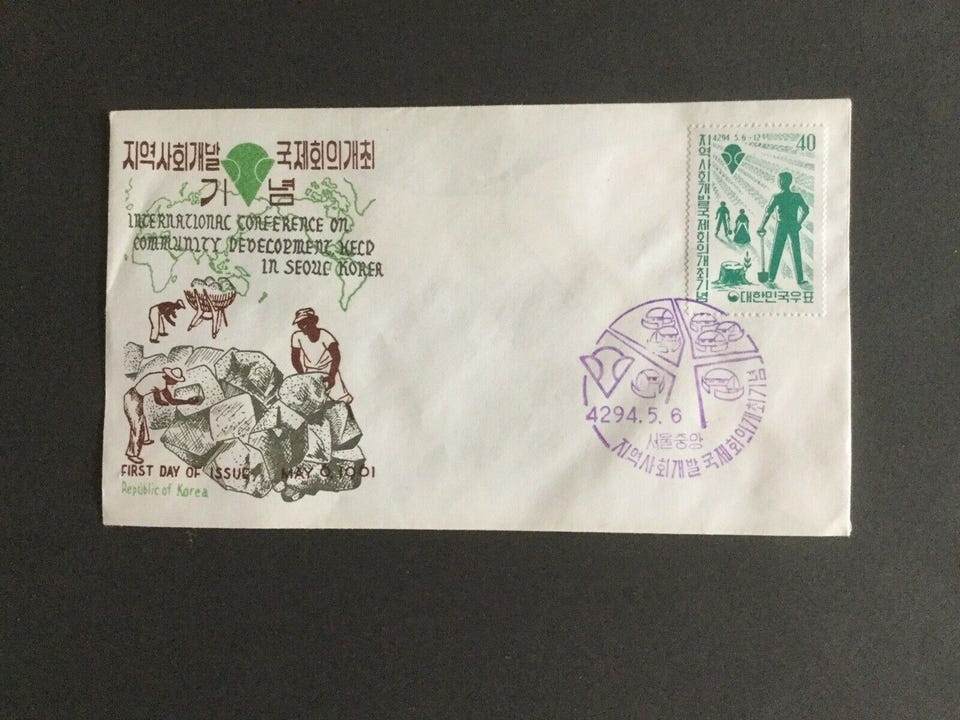 지역사회개발 국제회의개최
기념
INTERNATIONAL CONFERENCE ON
COMMUNITY DEVELOPMENT HELD
IN SEOUL KOREA
FIRST DAY OF ISSUE MAY 6, 1961
Republic of Korea
4294 5.6-12
40
지역사회개발국제회의개최기념
대한민국우표
4294.5.6
서울중앙
지역사회개발 국제회의개최기념